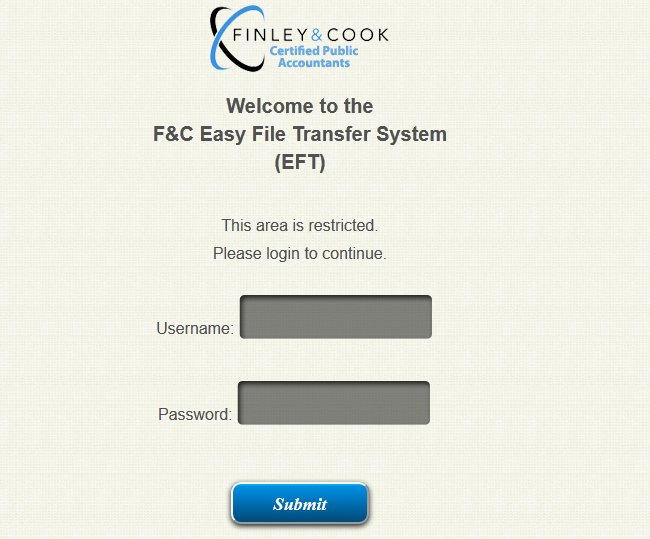 FINLEY & COOK
Certified Public
Accountants
Welcome to the
F&C Easy File Transfer System
(EFT)
This area is restricted.
Please login to continue.
Username:
Password:
Submit